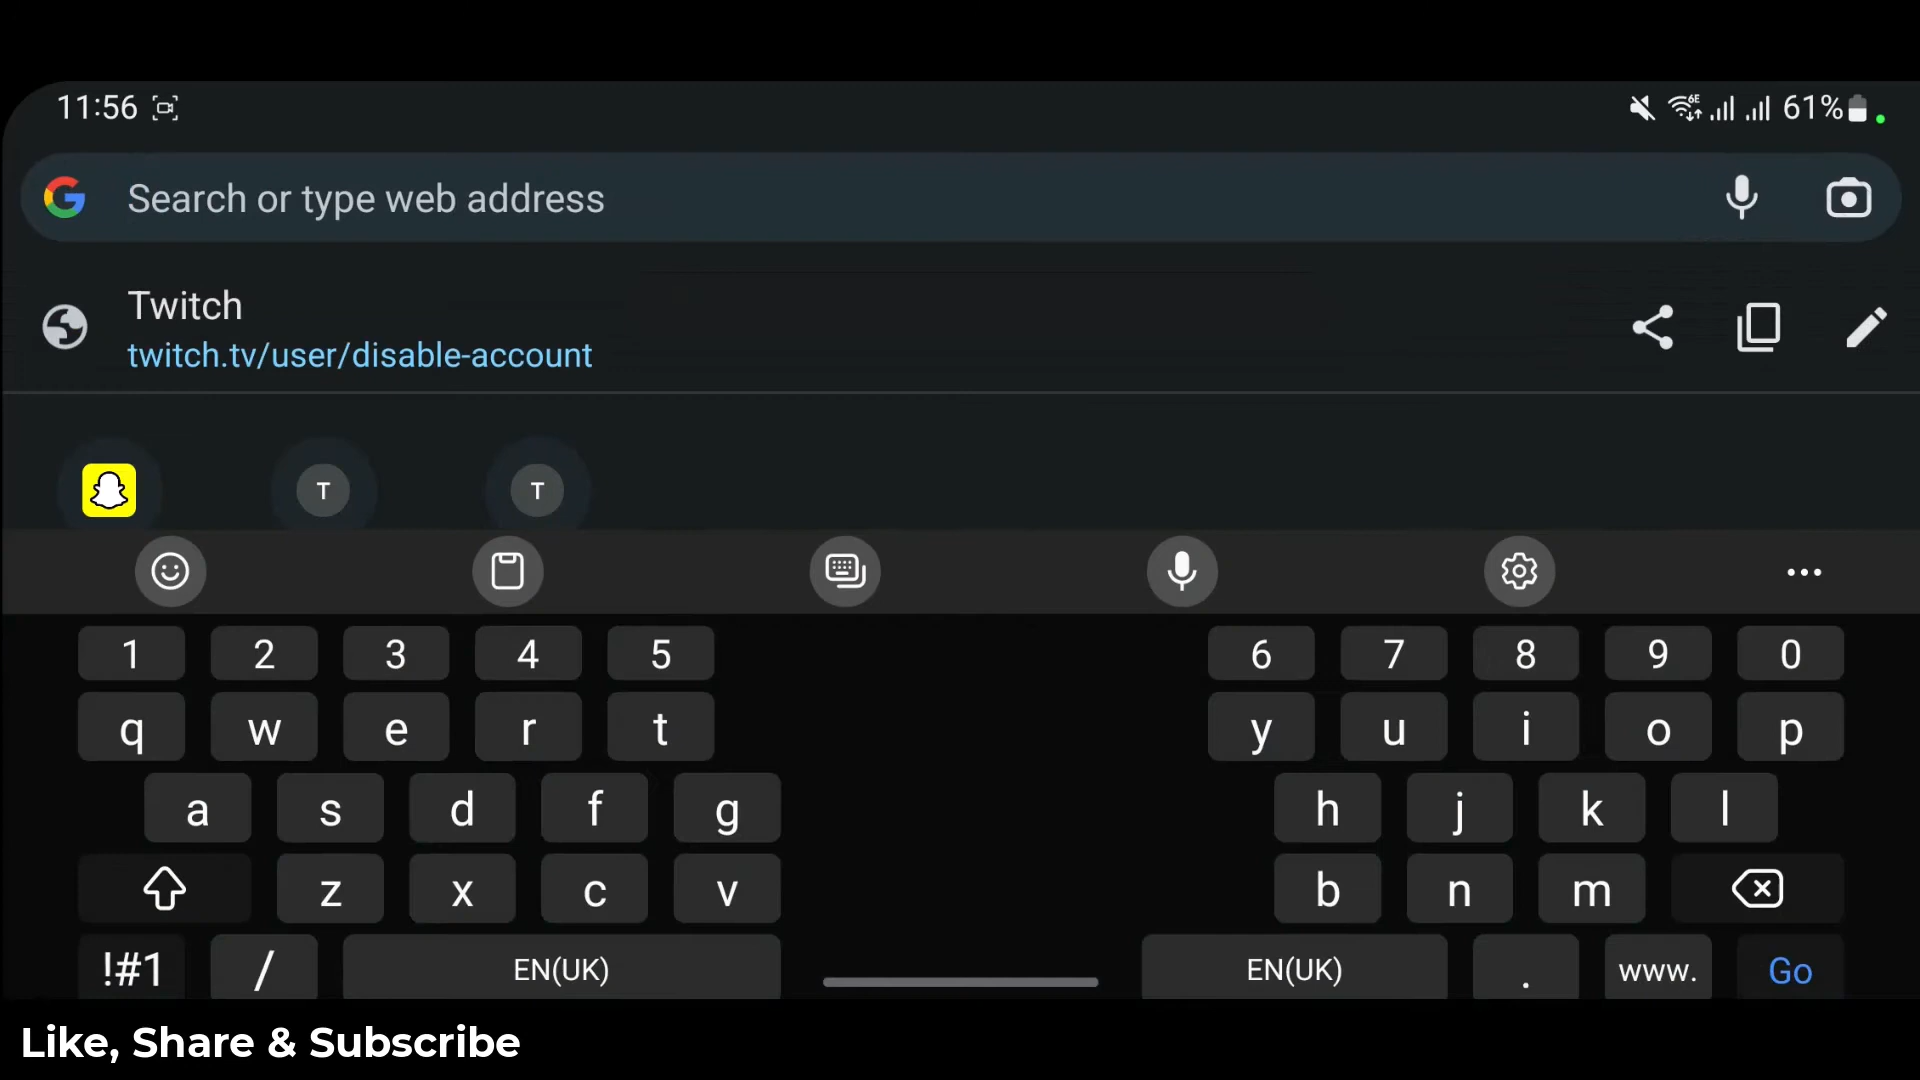 11:56 6E 61%
Search or type web address
Twitch
twitch.tv/user/disable-account
T T
1 2 3 4 5 6 7 8 9 0
q w e r t y u i o p
a s d f g h j k l
z x c v b n m
!#1 / EN(UK) EN(UK) . www. Go
Like, Share & Subscribe